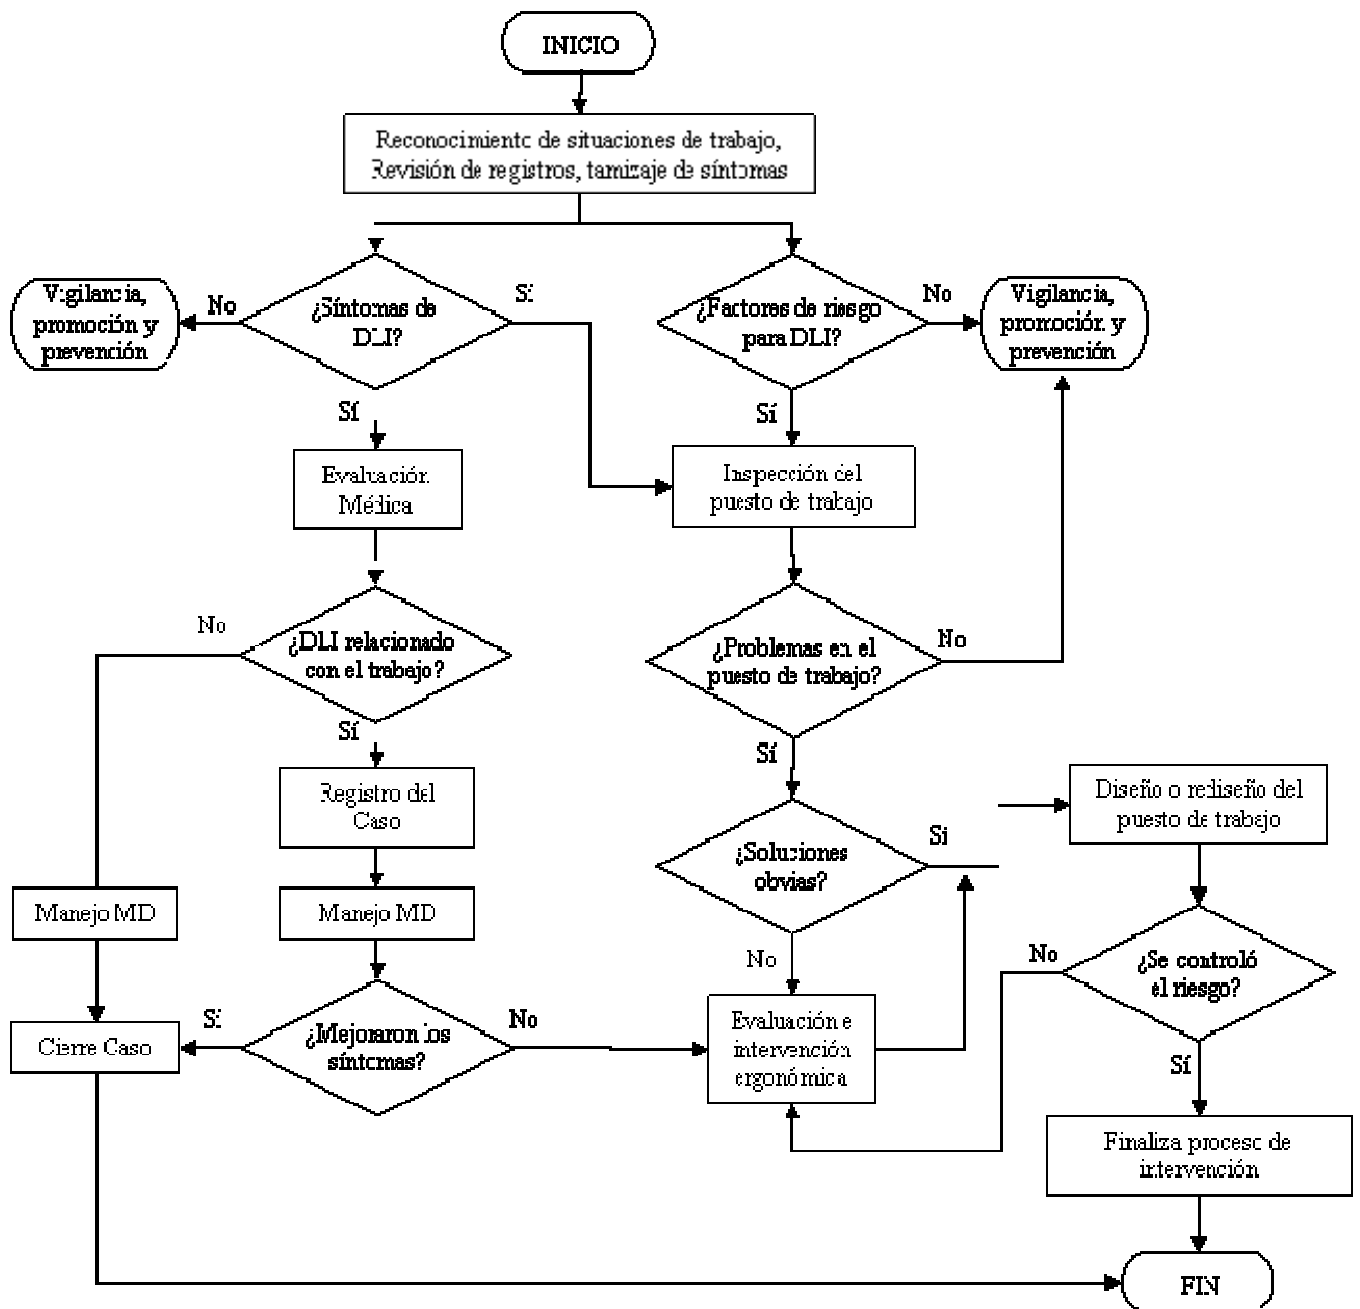 INICIO
Reconocimiento de situaciones de trabajo,
Revisión de registros, tamizaje de síntomas
Vigilancia,
promoción y
prevención
No
¿Síntomas de
DLI?
Sí
¿Factores de riesgo
para DLI?
No
Vigilancia,
promoción y
prevención
Sí
Sí
Evaluación
Médica
Inspección del
puesto de trabajo
No
¿DLI relacionado
con el trabajo?
¿Problemas en el
puesto de trabajo?
No
Sí
Sí
Registro del
Caso
Diseño o rediseño del
puesto de trabajo
¿Soluciones
obvias?
Si
Manejo MD
Manejo MD
No
No
¿Se controló
el riesgo?
Cierre Caso
Sí
¿Mejoraron los
síntomas?
No
Evaluación e
intervención
ergonómica
Sí
Finaliza proceso de
intervención
FIN